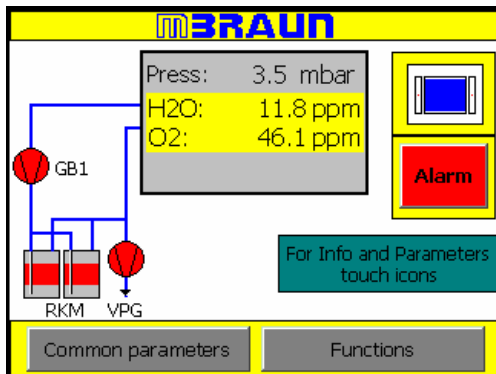 mBRAUN
Press: 3.5 mbar
H2O: 11.8 ppm
O2: 46.1 ppm
GB1
Alarm
For Info and Parameters
touch icons
RKM VPG
Common parameters Functions